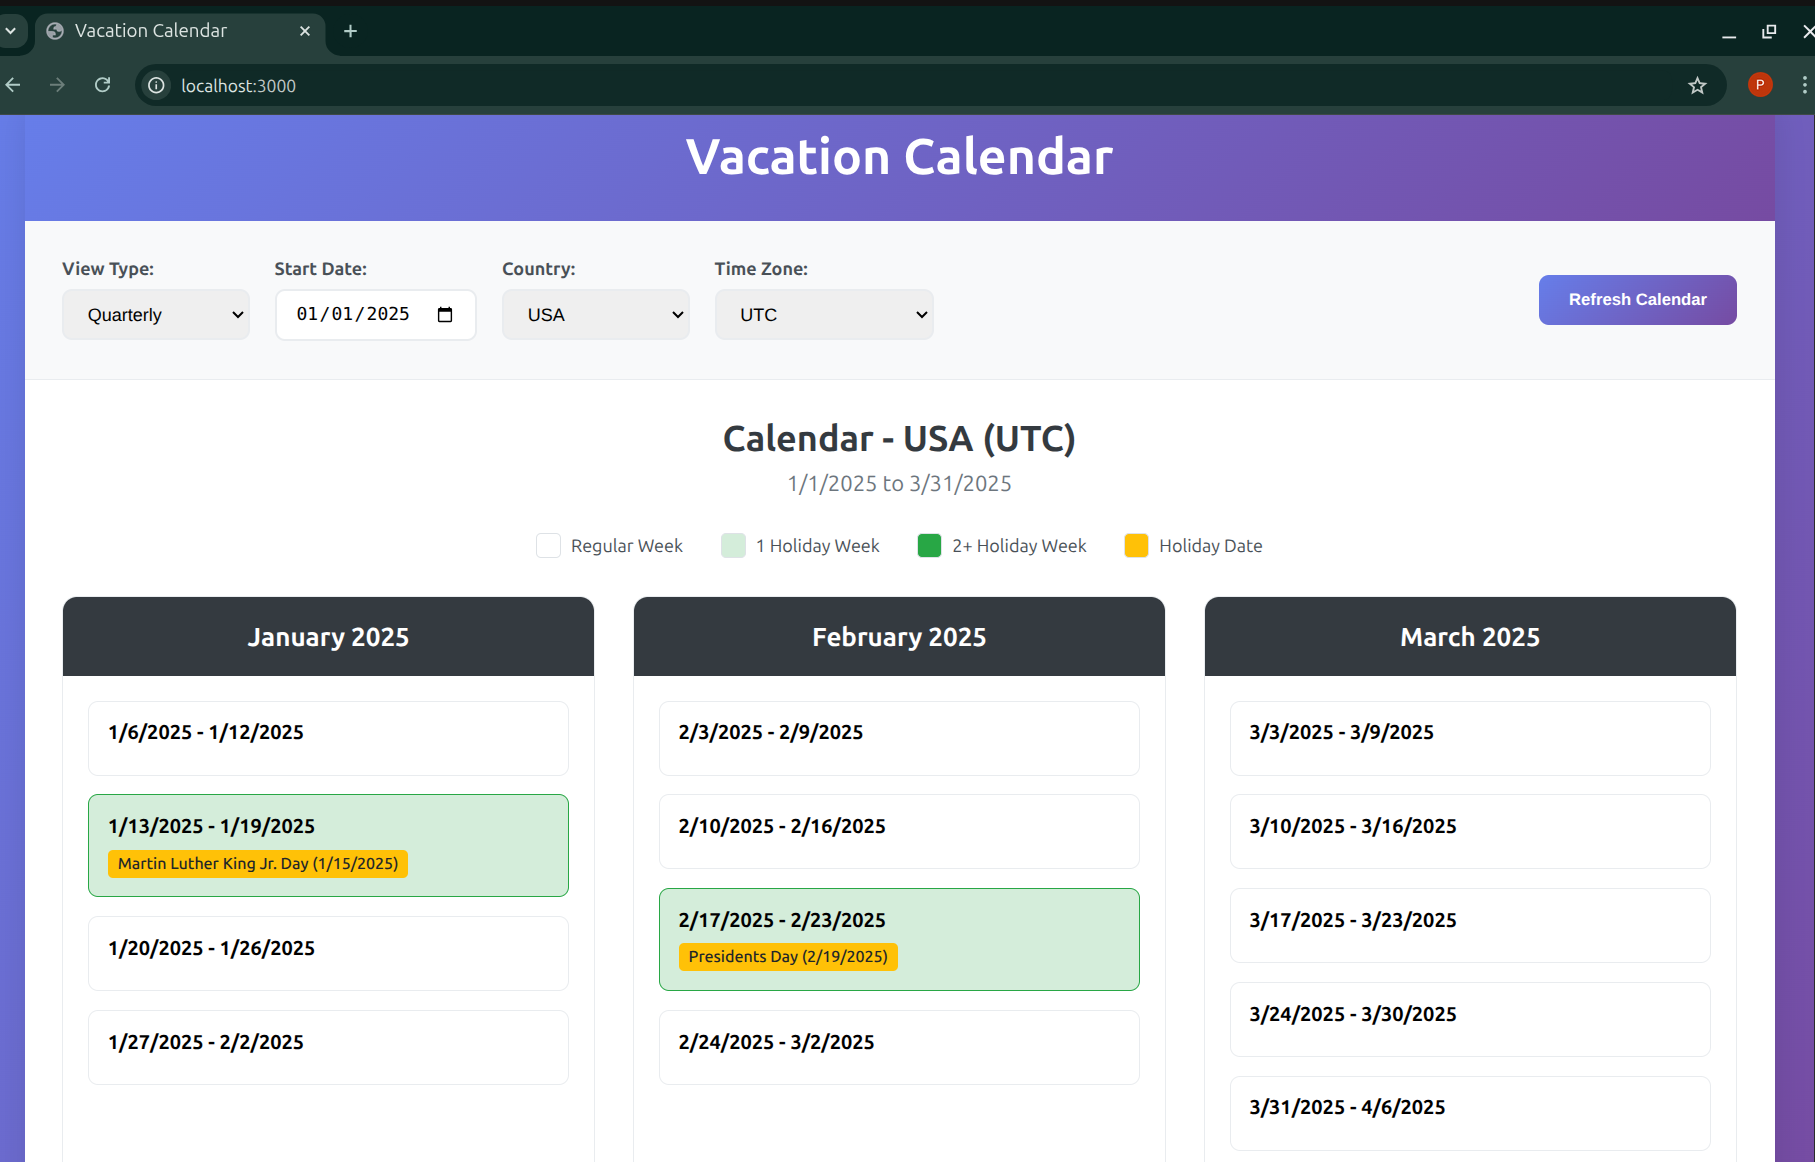 Vacation Calendar
localhost:3000
P
Vacation Calendar
View Type:
Start Date:
Country:
Time Zone:
Quarterly
01/01/2025
USA
UTC
Refresh Calendar
Calendar - USA (UTC)
1/1/2025 to 3/31/2025
Regular Week
1 Holiday Week
2+ Holiday Week
Holiday Date
January 2025
1/6/2025 - 1/12/2025
1/13/2025 - 1/19/2025
Martin Luther King Jr. Day (1/15/2025)
1/20/2025 - 1/26/2025
1/27/2025 - 2/2/2025
February 2025
2/3/2025 - 2/9/2025
2/10/2025 - 2/16/2025
2/17/2025 - 2/23/2025
Presidents Day (2/19/2025)
2/24/2025 - 3/2/2025
March 2025
3/3/2025 - 3/9/2025
3/10/2025 - 3/16/2025
3/17/2025 - 3/23/2025
3/24/2025 - 3/30/2025
3/31/2025 - 4/6/2025